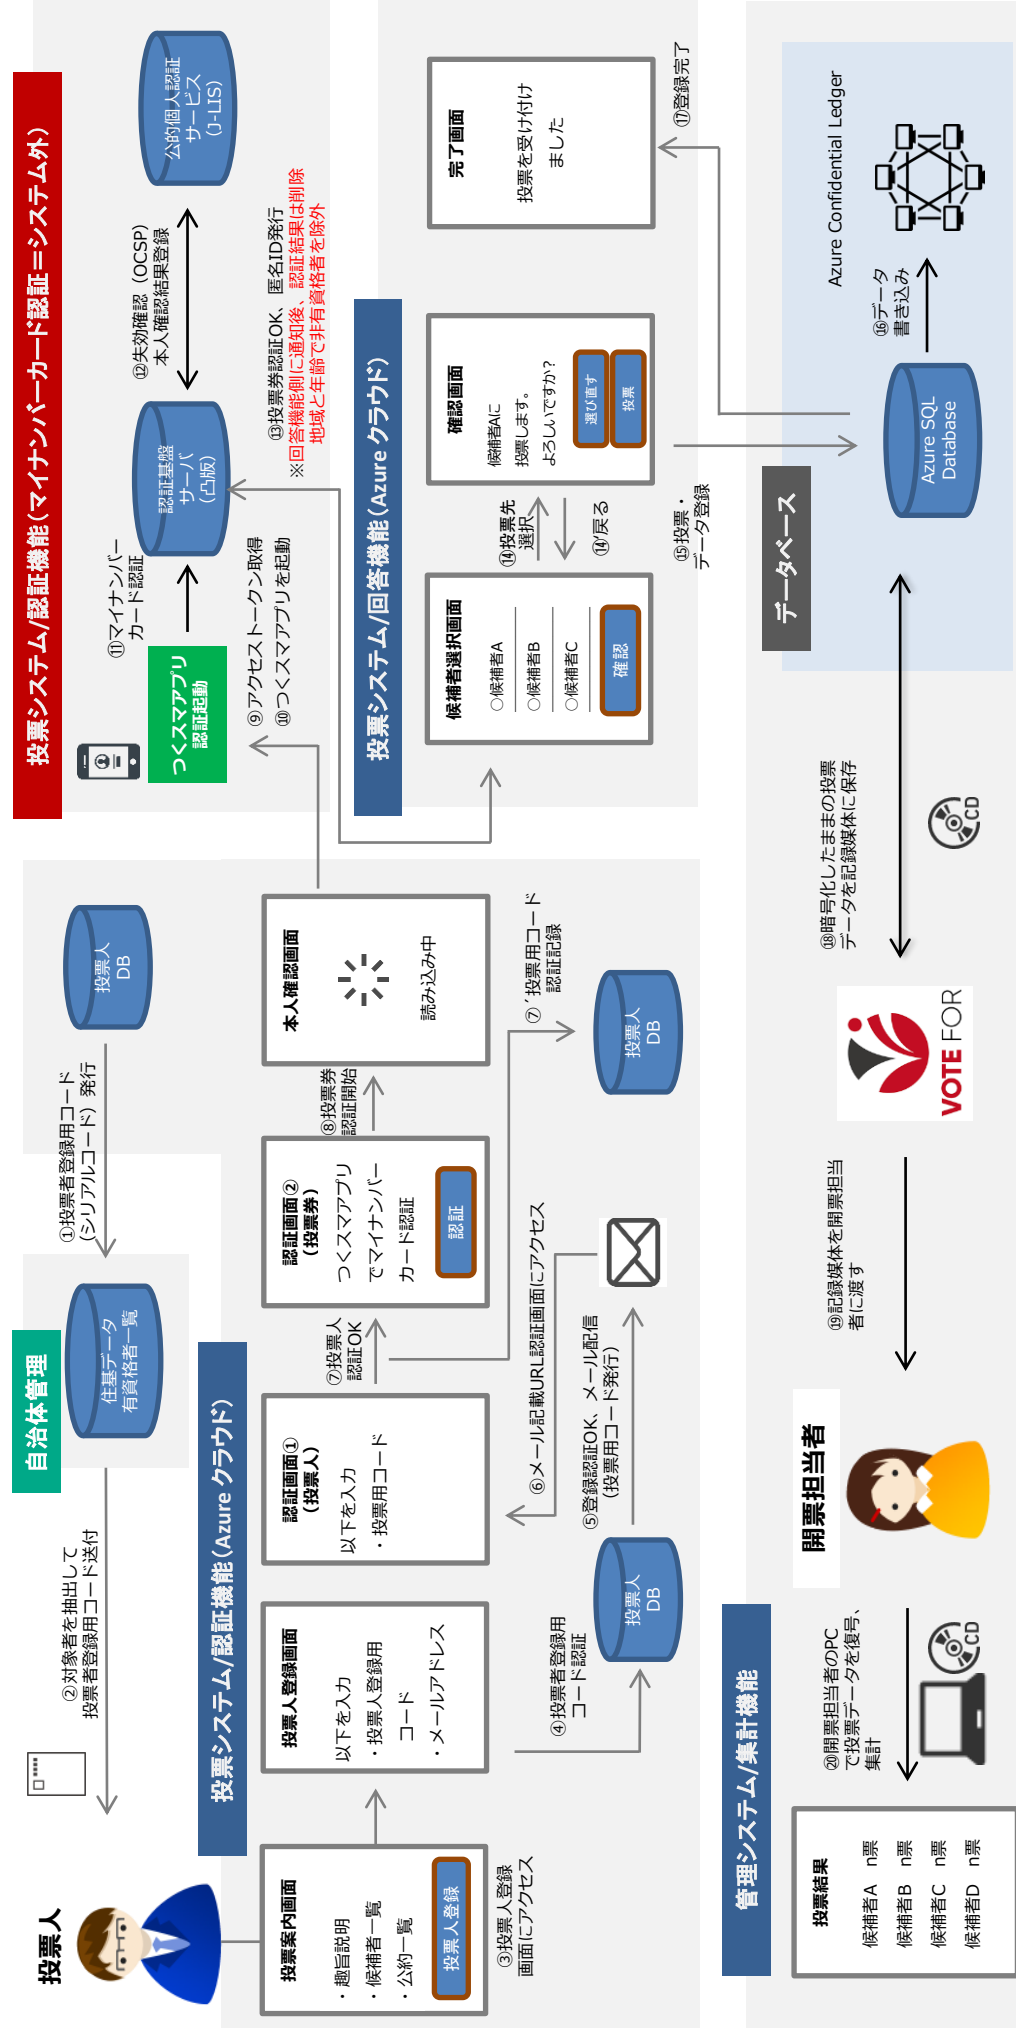 投票人
自治体管理
住基データ
有資格者一覧
投票人
DB
①投票者登録用コード
（シリアルコード）発行
②対象者を抽出して
投票者登録用コード送付
投票システム/認証機能（Azure クラウド）
投票案内画面
・趣旨説明
・候補者一覧
・公約一覧
投票人登録
③投票人登録
画面にアクセス
投票人登録画面
以下を入力
・投票人登録用
コード
・メールアドレス
④投票者登録用
コード認証
投票人
DB
⑤登録認証OK、メール配信
（投票用コード発行）
⑥メール記載URL認証画面にアクセス
認証画面①
（投票人）
以下を入力
・投票用コード
⑦投票人
認証OK
⑦´投票用コード
認証記録
投票人
DB
認証画面②
（投票券）
つくスマアプリ
でマイナンバー
カード認証
認証
⑧投票券
認証開始
本人確認画面
読み込み中
投票システム/認証機能（マイナンバーカード認証＝システム外）
⑨アクセストークン取得
⑩つくスマアプリを起動
つくスマアプリ
認証起動
⑪マイナンバー
カード認証
認証基盤
サーバ
（凸版）
⑫失効確認（OCSP）
本人確認結果登録
公的個人認証
サービス
（J-LIS）
⑬投票券認証OK、匿名ID発行
※回答機能側に通知後、認証結果は削除
地域と年齢で非有資格者を除外
投票システム/回答機能（Azure クラウド）
候補者選択画面
○候補者A
○候補者B
○候補者C
確認
⑭投票先
選択
⑭’戻る
確認画面
候補者Aに
投票します。
よろしいですか？
選び直す
投票
⑮投票・
データ登録
完了画面
投票を受け付け
ました
⑰登録完了
データベース
Azure SQL
Database
⑯データ
書き込み
Azure Confidential Ledger
⑱暗号化したままの投票
データを記録媒体に保存
CD
VOTE FOR
⑲記録媒体を開票担当
者に渡す
開票担当者
管理システム/集計機能
⑳開票担当者のPC
で投票データを復号、
集計
CD
投票結果
候補者A n票
候補者B n票
候補者C n票
候補者D n票